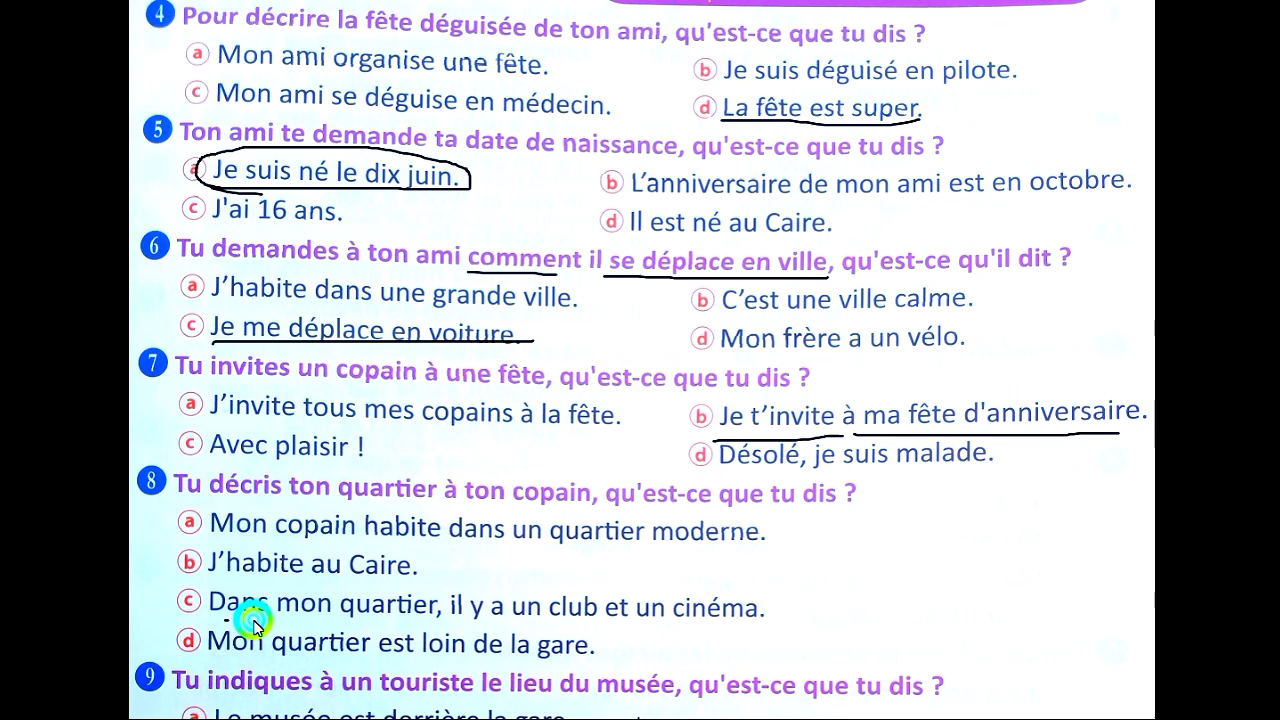 4 Pour décrire la fête déguisée de ton ami, qu'est-ce que tu dis ?
a Mon ami organise une fête. b Je suis déguisé en pilote.
c Mon ami se déguise en médecin. d La fête est super.
5 Ton ami te demande ta date de naissance, qu'est-ce que tu dis ?
a Je suis né le dix juin. b L'anniversaire de mon ami est en octobre.
c J'ai 16 ans. d Il est né au Caire.
6 Tu demandes à ton ami comment il se déplace en ville, qu'est-ce qu'il dit ?
a J'habite dans une grande ville. b C'est une ville calme.
c Je me déplace en voiture. d Mon frère a un vélo.
7 Tu invites un copain à une fête, qu'est-ce que tu dis ?
a J'invite tous mes copains à la fête. b Je t'invite à ma fête d'anniversaire.
c Avec plaisir ! d Désolé, je suis malade.
8 Tu décris ton quartier à ton copain, qu'est-ce que tu dis ?
a Mon copain habite dans un quartier moderne.
b J'habite au Caire.
c Dans mon quartier, il y a un club et un cinéma.
d Mon quartier est loin de la gare.
9 Tu indiques à un touriste le lieu du musée, qu'est-ce que tu dis ?
a Le musée est derrière la gare